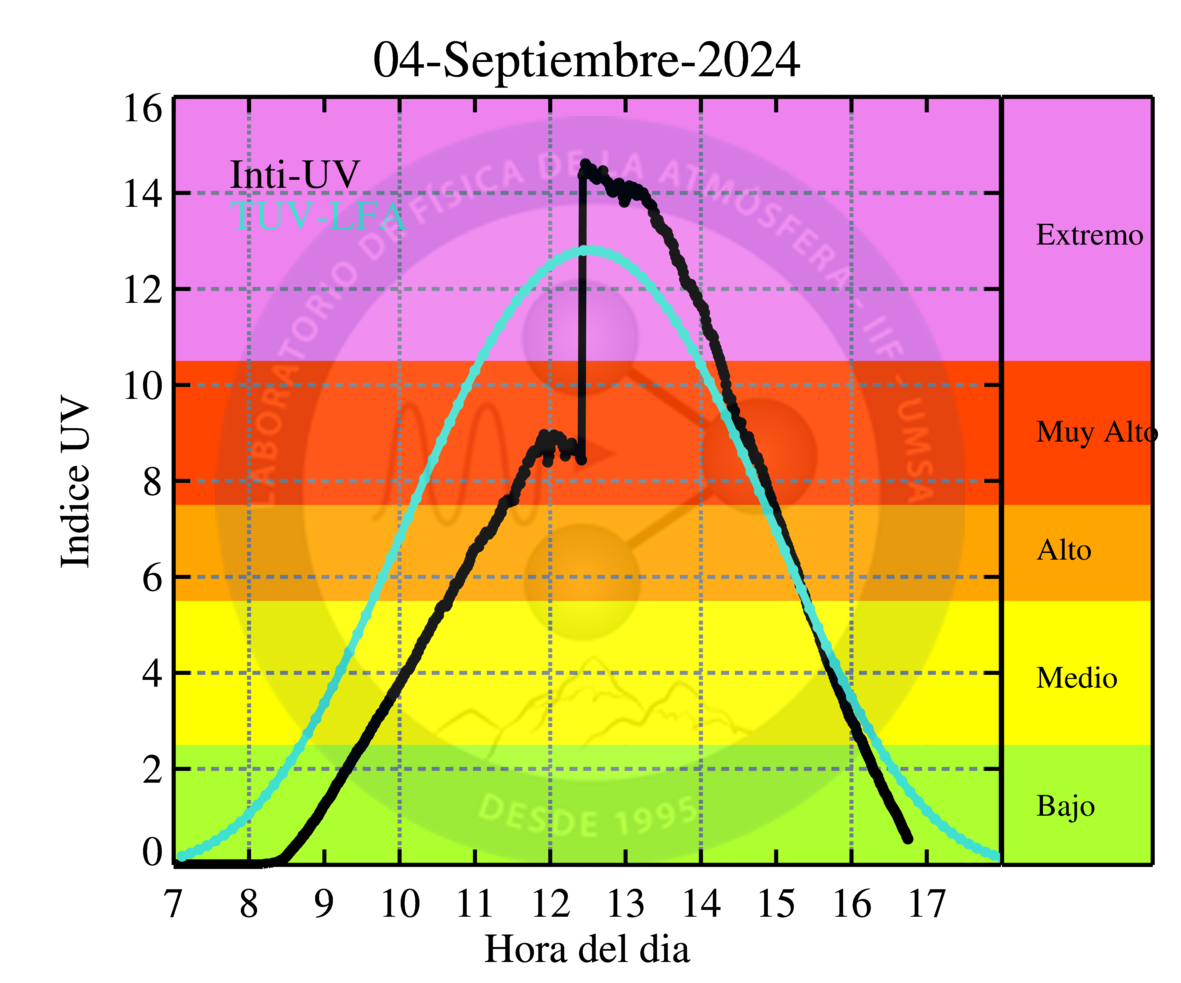 04-Septiembre-2024
16
14
12
10
8
6
4
2
0
Indice UV
Inti-UV
TUV-LFA
LABORATORIO DE FÍSICA DE LA ATMÓSFERA - IIF - UMSA
DESDE 1995
Extremo
Muy Alto
Alto
Medio
Bajo
7 8 9 10 11 12 13 14 15 16 17
Hora del dia